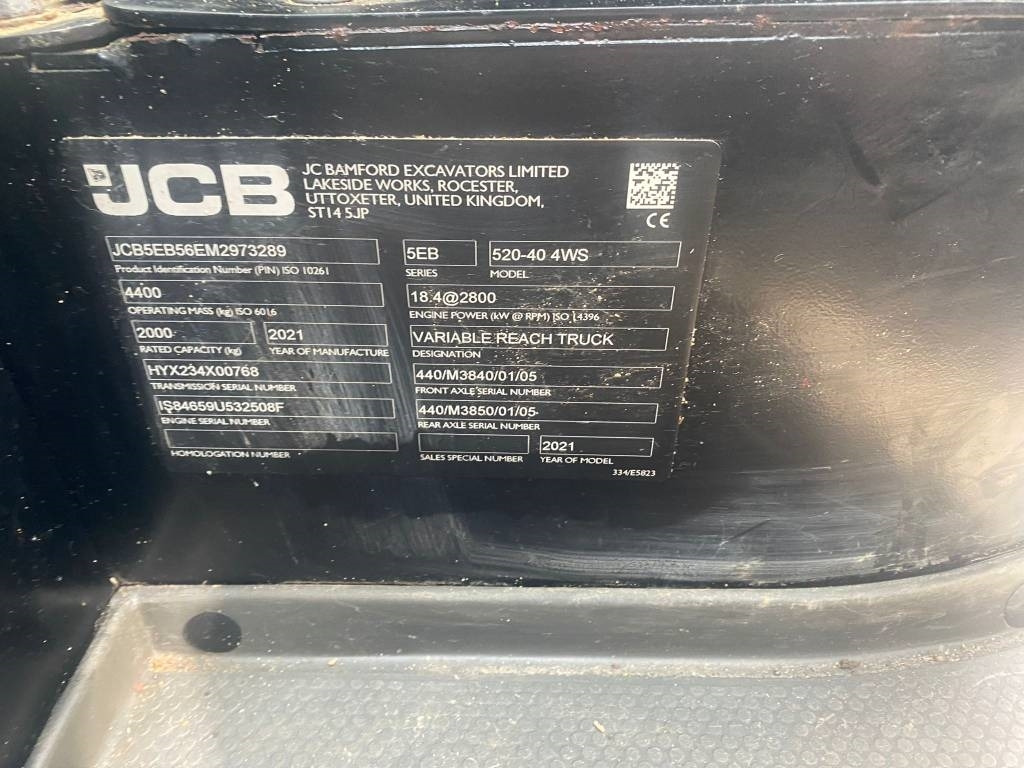 JCB
JC BAMFORD EXCAVATORS LIMITED
LAKESIDE WORKS, ROCESTER,
UTTOXETER, UNITED KINGDOM,
ST14 5JP
CE
JCB5EB56EM2973289
Product Identification Number (PIN) ISO 10261
5EB
SERIES
520-40 4WS
MODEL
4400
OPERATING MASS (kg) ISO 6016
18.4@2800
ENGINE POWER (kW @ RPM) ISO 14396
2000
RATED CAPACITY (kg)
2021
YEAR OF MANUFACTURE
VARIABLE REACH TRUCK
DESIGNATION
HYX234X00768
TRANSMISSION SERIAL NUMBER
440/M3840/01/05
FRONT AXLE SERIAL NUMBER
IS84659U532508F
ENGINE SERIAL NUMBER
440/M3850/01/05
REAR AXLE SERIAL NUMBER
HOMOLOGATION NUMBER
SALES SPECIAL NUMBER
2021
YEAR OF MODEL
334/E5823